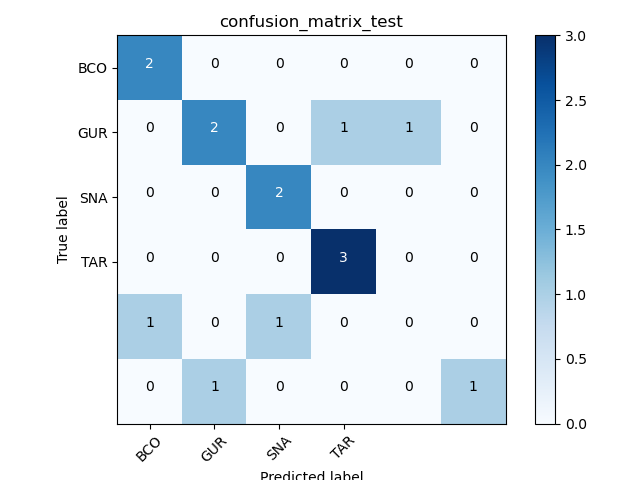 confusion_matrix_test
True label
BCO 2 0 0 0 0 0
GUR 0 2 0 1 1 0
SNA 0 0 2 0 0 0
TAR 0 0 0 3 0 0
1 0 1 0 0 0
0 1 0 0 0 1
BCO GUR SNA TAR
Predicted label
3.0
2.5
2.0
1.5
1.0
0.5
0.0